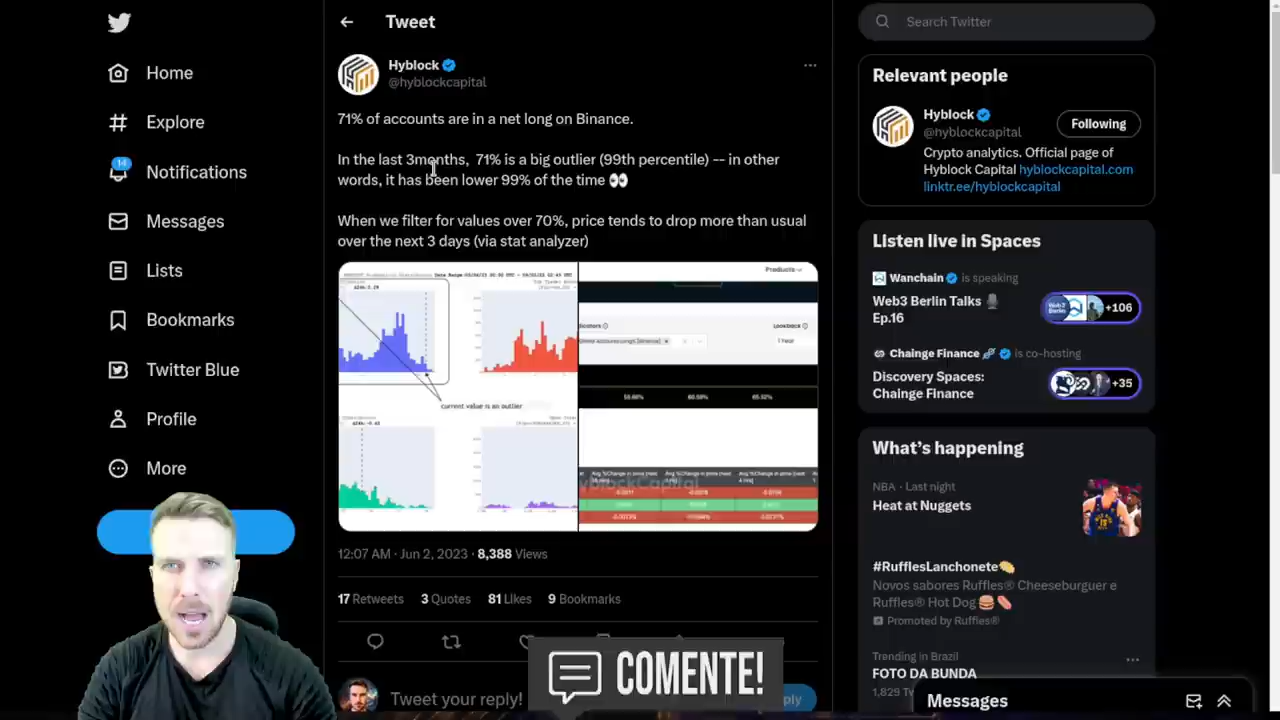 Tweet
Search Twitter
Hyblock
@hyblockcapital
71% of accounts are in a net long on Binance.
In the last 3months, 71% is a big outlier (99th percentile) -- in other
words, it has been lower 99% of the time 👀
When we filter for values over 70%, price tends to drop more than usual
over the next 3 days (via stat analyzer)
current value is an outlier
Products
Lookback
1 hour
12:07 AM · Jun 2, 2023 · 8,388 Views
17 Retweets 3 Quotes 81 Likes 9 Bookmarks
Tweet your reply!
COMENTE!
Home
Explore
14
Notifications
Messages
Lists
Bookmarks
Twitter Blue
Profile
More
Relevant people
Hyblock
@hyblockcapital
Following
Crypto analytics. Official page of
Hyblock Capital hyblockcapital.com
linktr.ee/hyblockcapital
Listen live in Spaces
Wanchain is speaking
Web3 Berlin Talks 🎙
Ep.16
+106
Chainge Finance is co-hosting
Discovery Spaces:
Chainge Finance
+35
What's happening
NBA · Last night
Heat at Nuggets
#RufflesLanchonete
Novos sabores Ruffles® Cheeseburguer e
Ruffles® Hot Dog 🍔🌭
Promoted by Ruffles®
Trending in Brazil
FOTO DA BUNDA
Messages